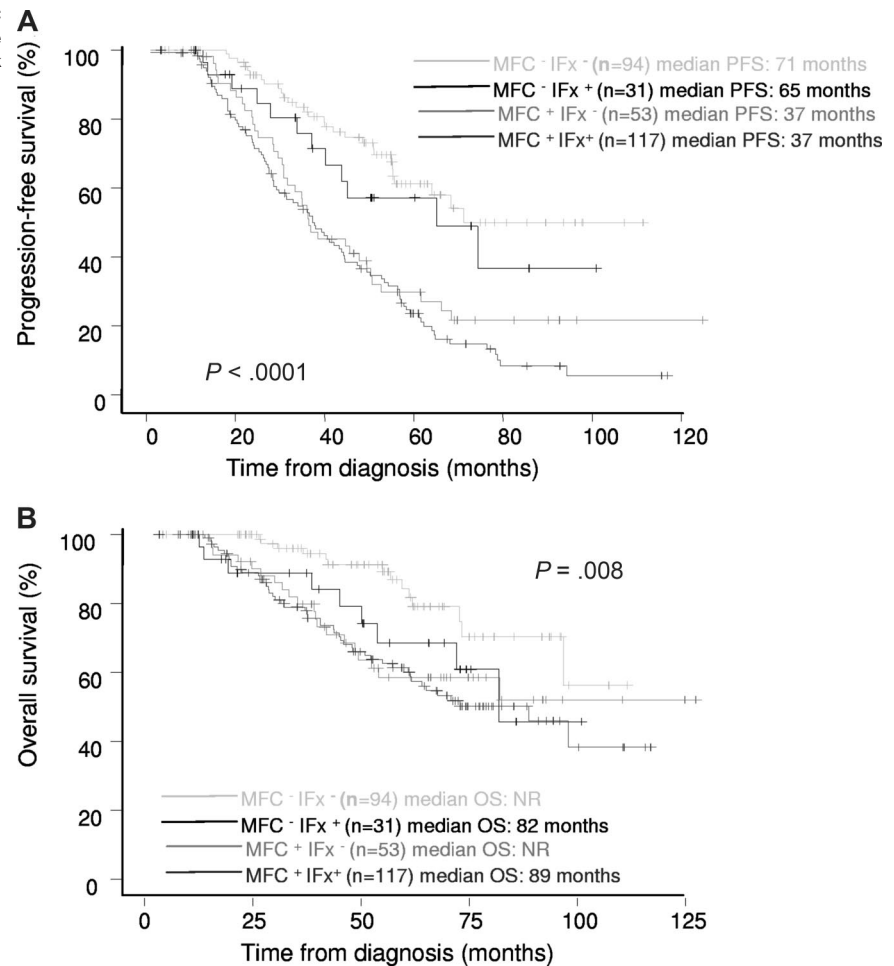 A
Progression-free survival (%)
100
80
60
40
20
0
MFC - IFx - (n=94) median PFS: 71 months
MFC - IFx + (n=31) median PFS: 65 months
MFC + IFx - (n=53) median PFS: 37 months
MFC + IFx+ (n=117) median PFS: 37 months
P < .0001
0 20 40 60 80 100 120
Time from diagnosis (months)
B
Overall survival (%)
100
80
60
40
20
0
P = .008
MFC - IFx - (n=94) median OS: NR
MFC - IFx + (n=31) median OS: 82 months
MFC + IFx - (n=53) median OS: NR
MFC + IFx+ (n=117) median OS: 89 months
0 25 50 75 100 125
Time from diagnosis (months)